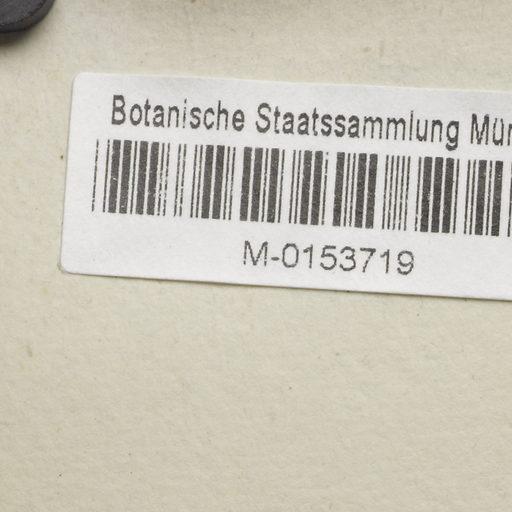 Botanische Staatssammlung
M-0153719